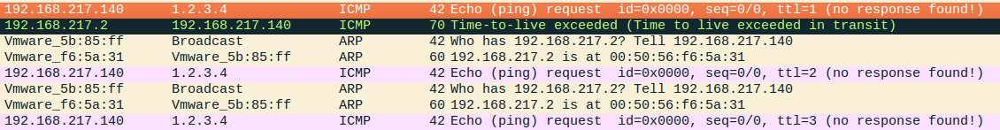 192.168.217.140 1.2.3.4 ICMP 42 Echo (ping) request id=0x0000, seq=0/0, ttl=1 (no response found!)
192.168.217.2 192.168.217.140 ICMP 70 Time-to-live exceeded (Time to live exceeded in transit)
Vmware_5b:85:ff Broadcast ARP 42 Who has 192.168.217.2? Tell 192.168.217.140
Vmware_f6:5a:31 Vmware_5b:85:ff ARP 60 192.168.217.2 is at 00:50:56:f6:5a:31
192.168.217.140 1.2.3.4 ICMP 42 Echo (ping) request id=0x0000, seq=0/0, ttl=2 (no response found!)
Vmware_5b:85:ff Broadcast ARP 42 Who has 192.168.217.2? Tell 192.168.217.140
Vmware_f6:5a:31 Vmware_5b:85:ff ARP 60 192.168.217.2 is at 00:50:56:f6:5a:31
192.168.217.140 1.2.3.4 ICMP 42 Echo (ping) request id=0x0000, seq=0/0, ttl=3 (no response found!)